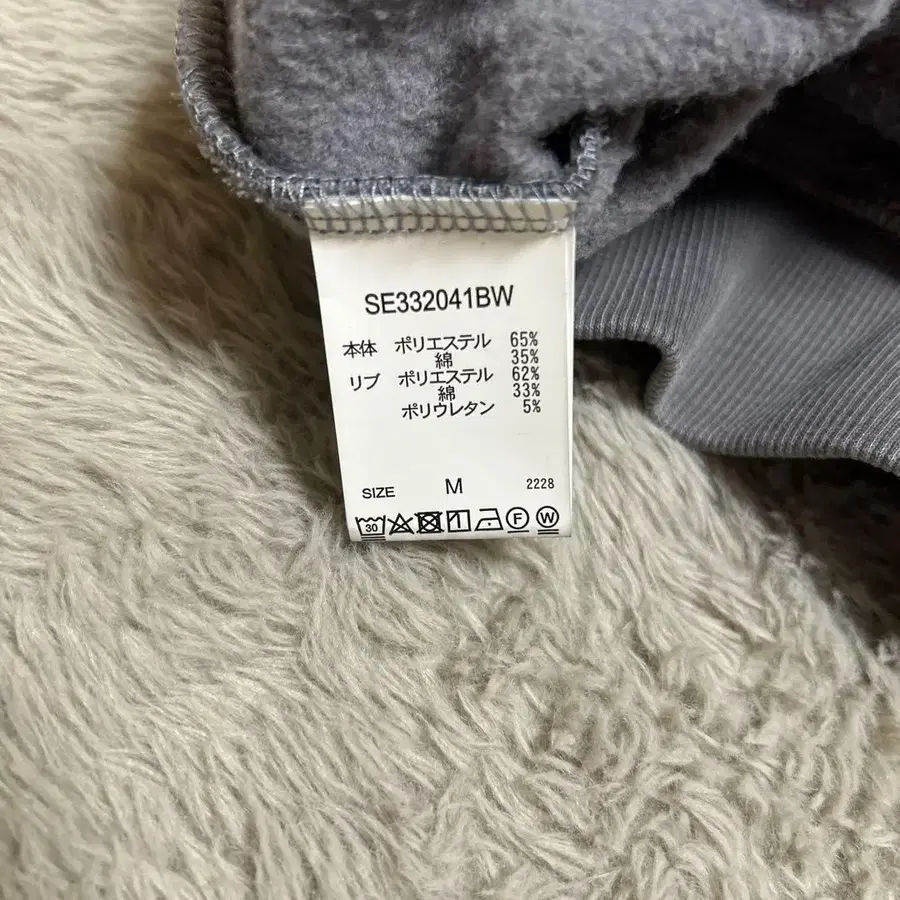 SE332041BW
本体 ポリエステル 65%
綿 35%
リブ ポリエステル 62%
綿 33%
ポリウレタン 5%
SIZE M 2228
30 F W